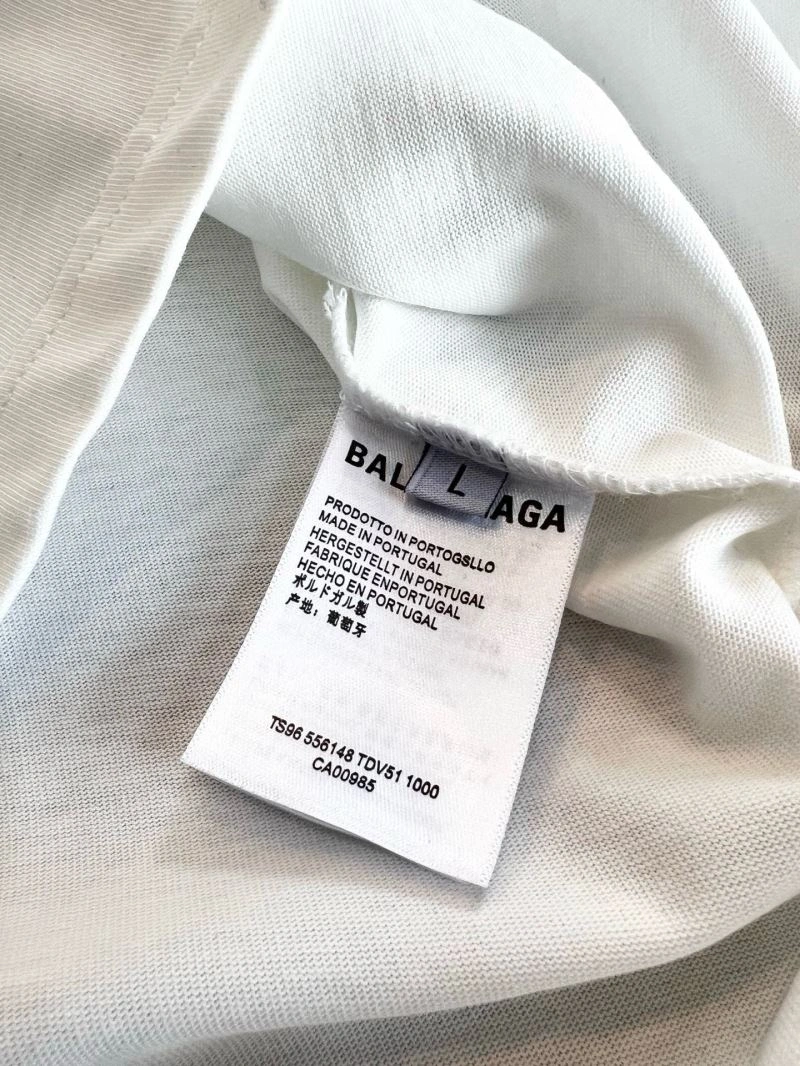 BAL AGA
L
PRODOTTO IN PORTOGSLLO
MADE IN PORTUGAL
HERGESTELLT IN PORTUGAL
FABRIQUE ENPORTUGAL
HECHO EN PORTUGAL
ポルドガル製
产地：葡萄牙
TS96 556148 TDV51 1000
CA00985